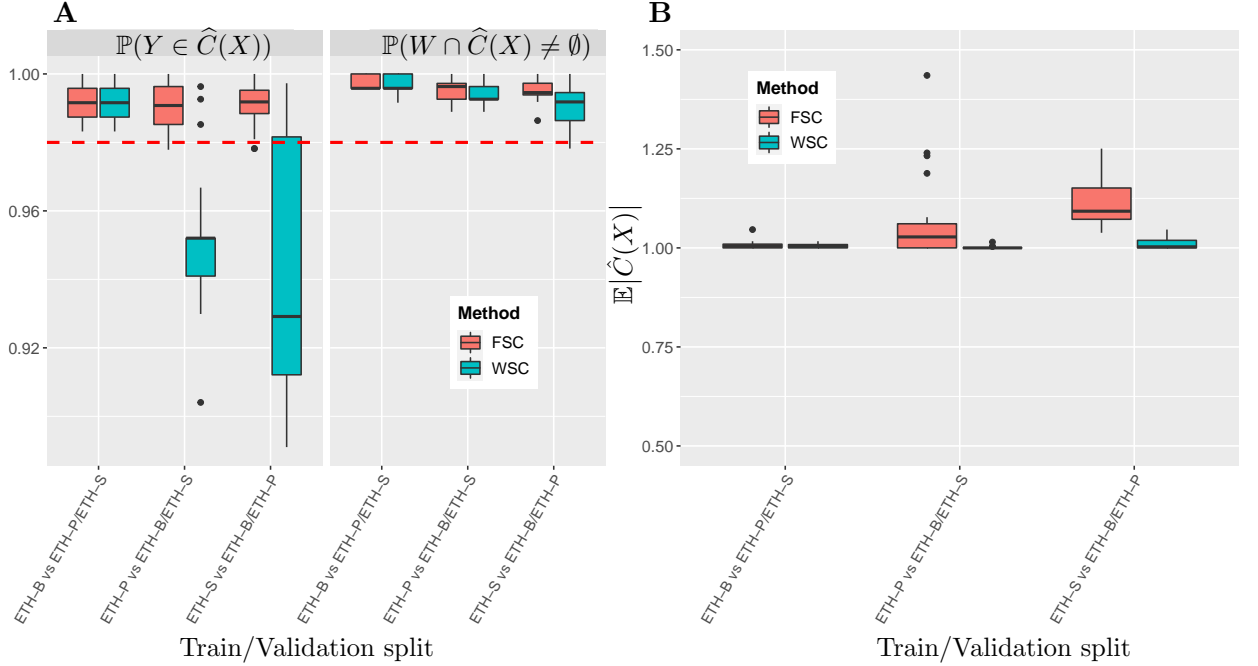 A
ℙ(Y ∈ Ĉ(X))
ℙ(W ∩ Ĉ(X) ≠ ∅)
1.00
0.96
0.92
Method
FSC
WSC
ETH−B vs ETH−P/ETH−S
ETH−P vs ETH−B/ETH−S
ETH−S vs ETH−B/ETH−P
ETH−B vs ETH−P/ETH−S
ETH−P vs ETH−B/ETH−S
ETH−S vs ETH−B/ETH−P
Train/Validation split
B
𝔼|Ĉ(X)|
1.50
1.25
1.00
0.75
0.50
Method
FSC
WSC
ETH−B vs ETH−P/ETH−S
ETH−P vs ETH−B/ETH−S
ETH−S vs ETH−B/ETH−P
Train/Validation split